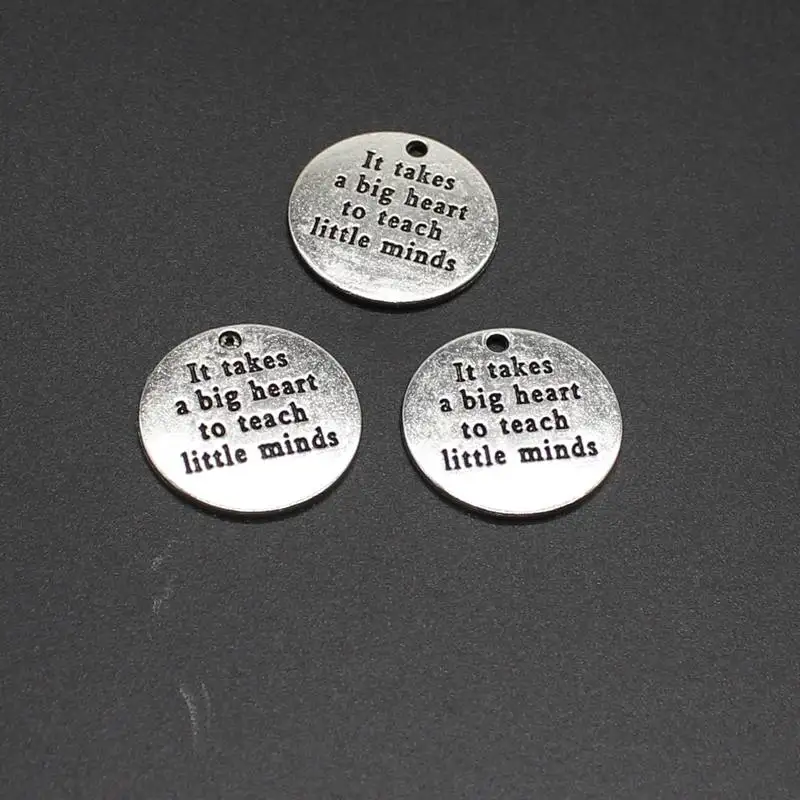 It takes
a big heart
to teach
little minds
It takes
a big heart
to teach
little minds
It takes
a big heart
to teach
little minds